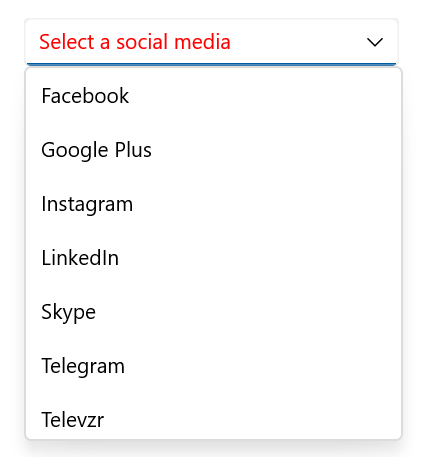 Select a social media
Facebook
Google Plus
Instagram
LinkedIn
Skype
Telegram
Televzr